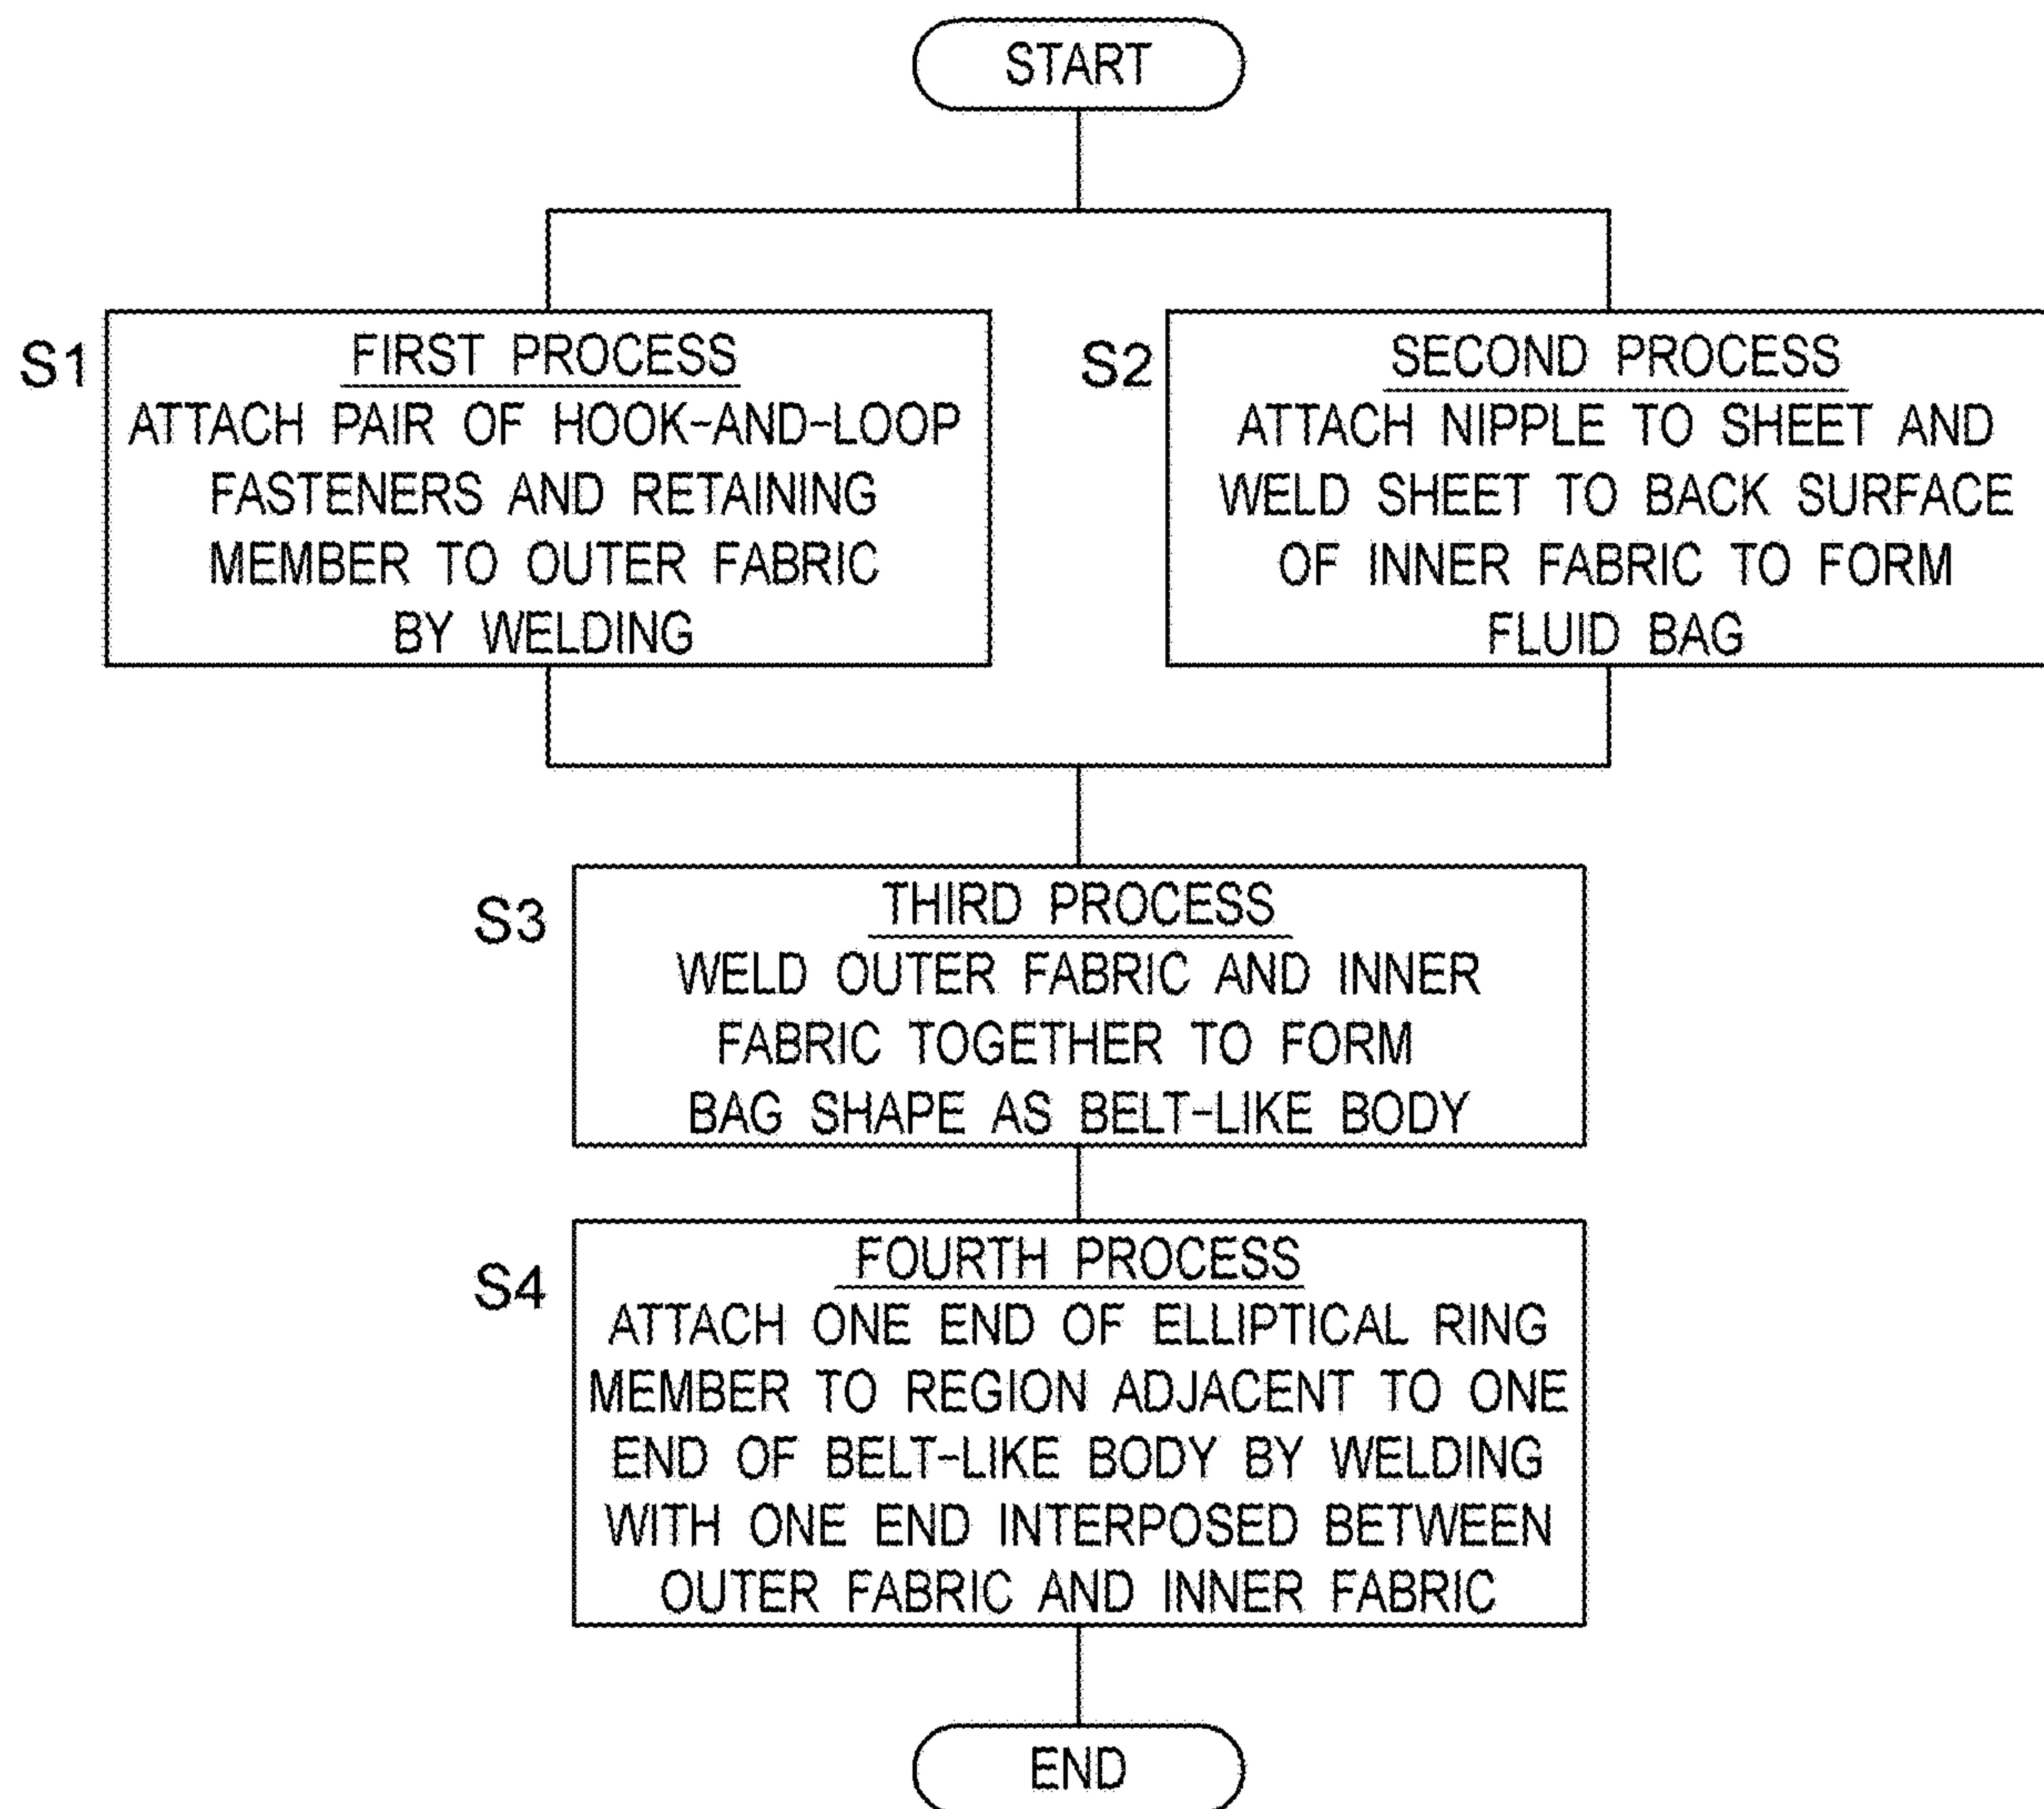 START
S1
FIRST PROCESS
ATTACH PAIR OF HOOK-AND-LOOP
FASTENERS AND RETAINING
MEMBER TO OUTER FABRIC
BY WELDING
S2
SECOND PROCESS
ATTACH NIPPLE TO SHEET AND
WELD SHEET TO BACK SURFACE
OF INNER FABRIC TO FORM
FLUID BAG
S3
THIRD PROCESS
WELD OUTER FABRIC AND INNER
FABRIC TOGETHER TO FORM
BAG SHAPE AS BELT-LIKE BODY
S4
FOURTH PROCESS
ATTACH ONE END OF ELLIPTICAL RING
MEMBER TO REGION ADJACENT TO ONE
END OF BELT-LIKE BODY BY WELDING
WITH ONE END INTERPOSED BETWEEN
OUTER FABRIC AND INNER FABRIC
END